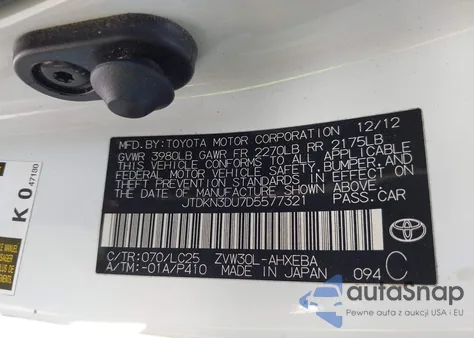 MFD. BY: TOYOTA MOTOR CORPORATION 12/12
GVWR 3980LB GAWR FR 2270LB RR 2175LB
THIS VEHICLE CONFORMS TO ALL APPLICABLE
FEDERAL MOTOR VEHICLE SAFETY, BUMPER, AND
THEFT PREVENTION STANDARDS IN EFFECT ON
THE DATE OF MANUFACTURE SHOWN ABOVE.
JTDKN3DU7D5577321 PASS. CAR
C/TR: 070/LC25 ZVW30L-AHXEBA
A/TM: -01A/P410 MADE IN JAPAN 094 C
TOYOTA
K 0
47180
autoSnap
Pewne auta z aukcji USA i EU